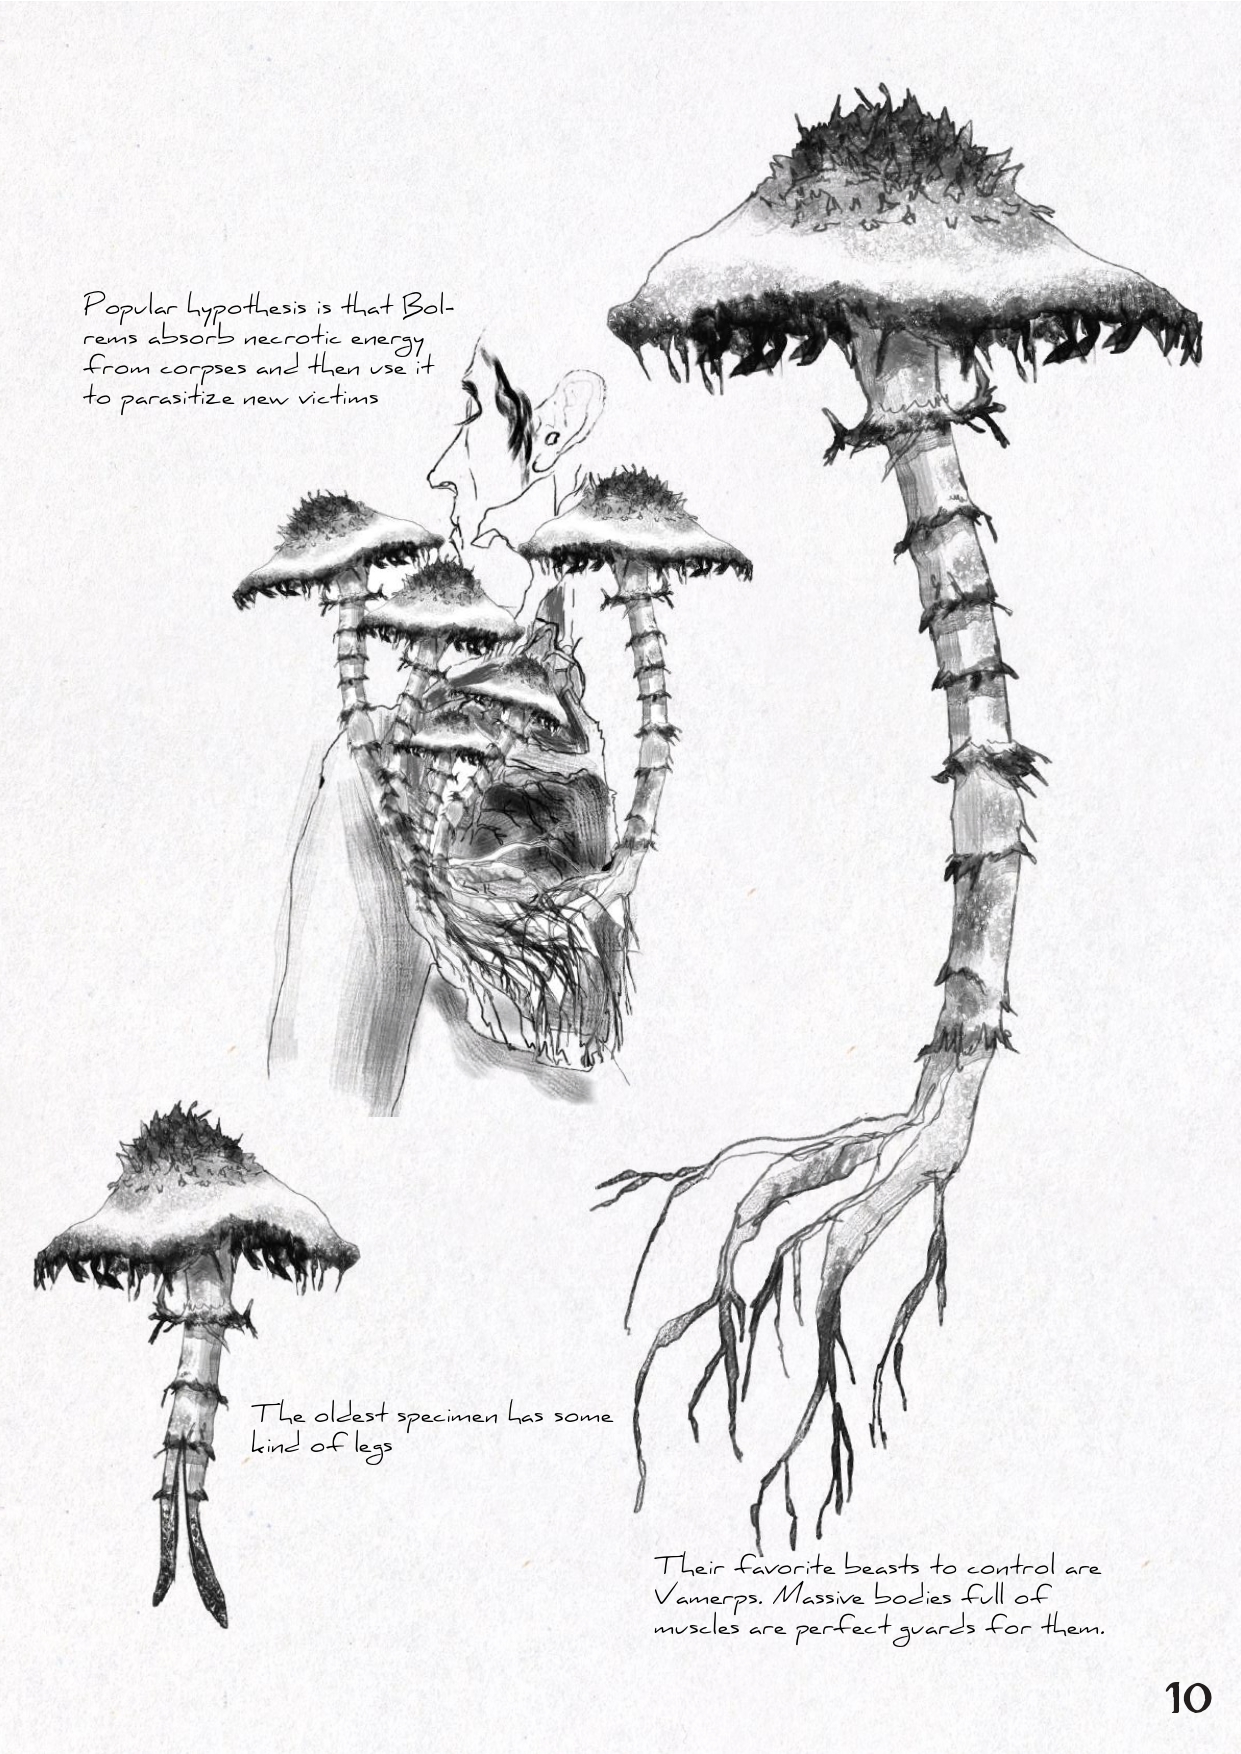 Popular hypothesis is that Bol-
rems absorb necrotic energy
from corpses and then use it
to parasitize new victims
The oldest specimen has some
kind of legs
Their favorite beasts to control are
Vamerps. Massive bodies full of
muscles are perfect guards for them.
10